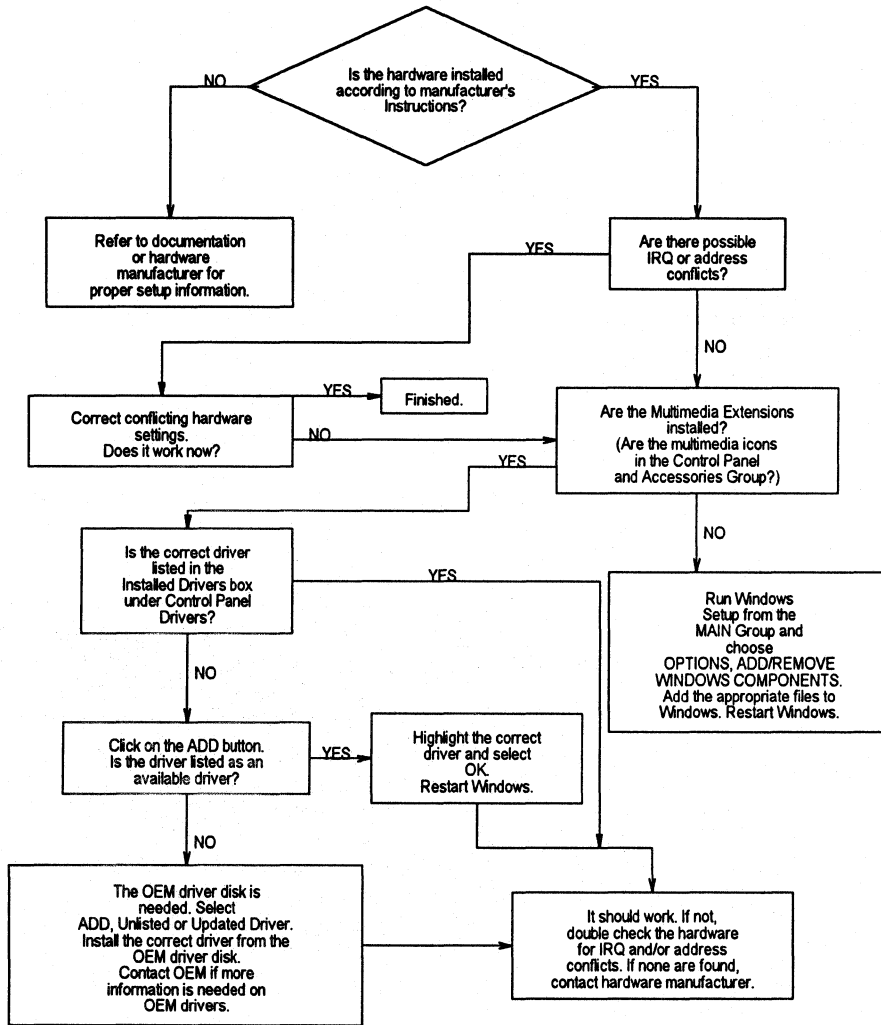 Is the hardware installed
according to manufacturer's
Instructions?
NO
YES
Refer to documentation
or hardware
manufacturer for
proper setup information.
YES
Are there possible
IRQ or address
conflicts?
NO
Correct conflicting hardware
settings.
Does it work now?
YES
Finished.
NO
Are the Multimedia Extensions
installed?
(Are the multimedia icons
in the Control Panel
and Accessories Group?)
YES
NO
Is the correct driver
listed in the
Installed Drivers box
under Control Panel
Drivers?
YES
Run Windows
Setup from the
MAIN Group and
choose
OPTIONS, ADD/REMOVE
WINDOWS COMPONENTS.
Add the appropriate files to
Windows. Restart Windows.
NO
Click on the ADD button.
Is the driver listed as an
available driver?
YES
Highlight the correct
driver and select
OK.
Restart Windows.
NO
The OEM driver disk is
needed. Select
ADD, Unlisted or Updated Driver.
Install the correct driver from the
OEM driver disk.
Contact OEM if more
information is needed on
OEM drivers.
It should work. If not,
double check the hardware
for IRQ and/or address
conflicts. If none are found,
contact hardware manufacturer.